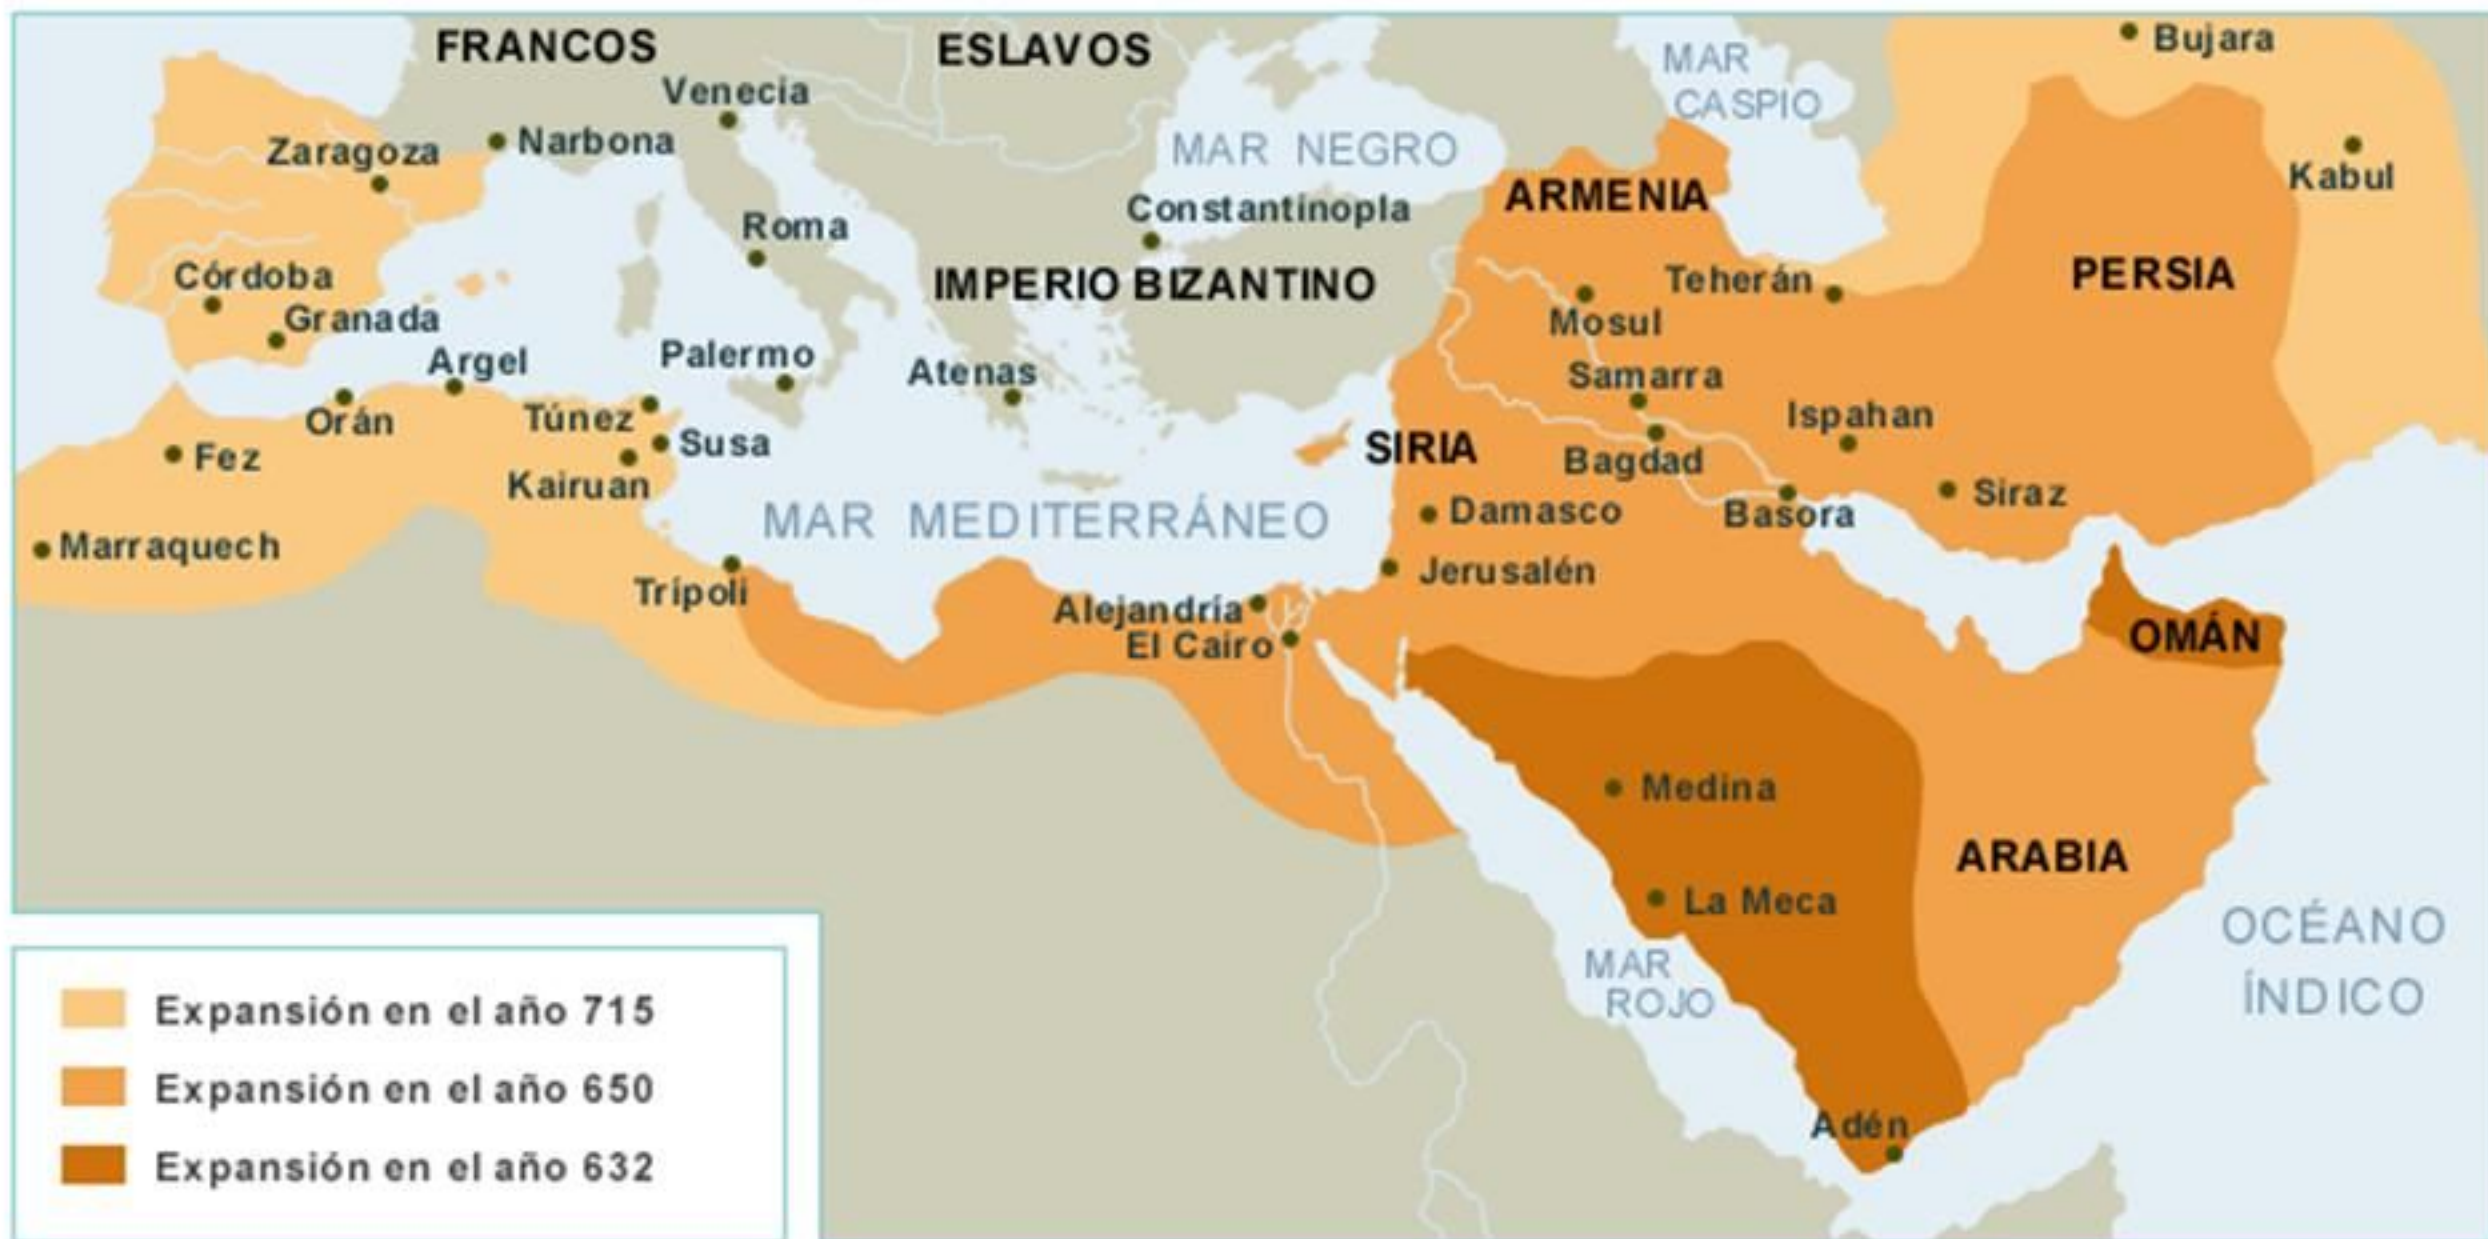 FRANCOS
ESLAVOS
MAR
CASPIO
Bujara
Venecia
Narbona
Zaragoza
MAR NEGRO
Kabul
ARMENIA
Constantinopla
Roma
Córdoba
IMPERIO BIZANTINO
Teherán
PERSIA
Granada
Mosul
Argel
Palermo
Atenas
Samarra
Orán
Túnez
Susa
Ispahan
Fez
SIRIA
Bagdad
Kairuan
Siraz
MAR MEDITERRÁNEO
Damasco
Basora
Marraquech
Jerusalén
Trípoli
Alejandría
El Cairo
OMÁN
Medina
ARABIA
La Meca
OCÉANO
ÍNDICO
MAR
ROJO
Adén
Expansión en el año 715
Expansión en el año 650
Expansión en el año 632